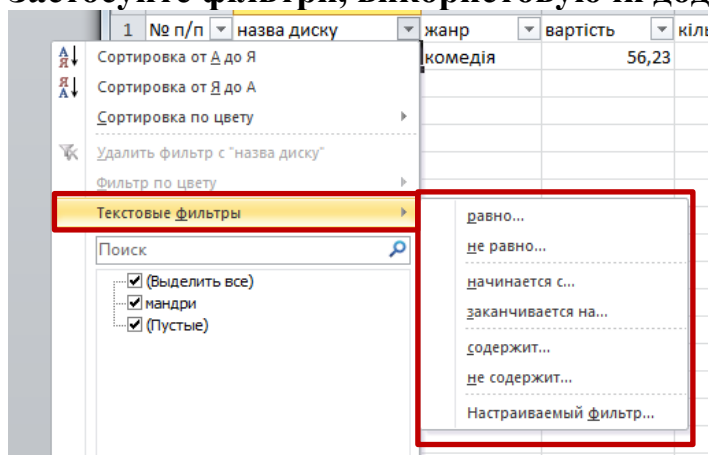 Застосуйте фільтри, використовуючи дод
1 № п/п назва диску жанр вартість кіль
Сортировка от А до Я комедія 56,23
Сортировка от Я до А
Сортировка по цвету
Удалить фильтр с "назва диску"
Фильтр по цвету
Текстовые фильтры
равно...
Поиск
не равно...
(Выделить все)
начинается с...
мандри
заканчивается на...
(Пустые)
содержит...
не содержит...
Настраиваемый фильтр...